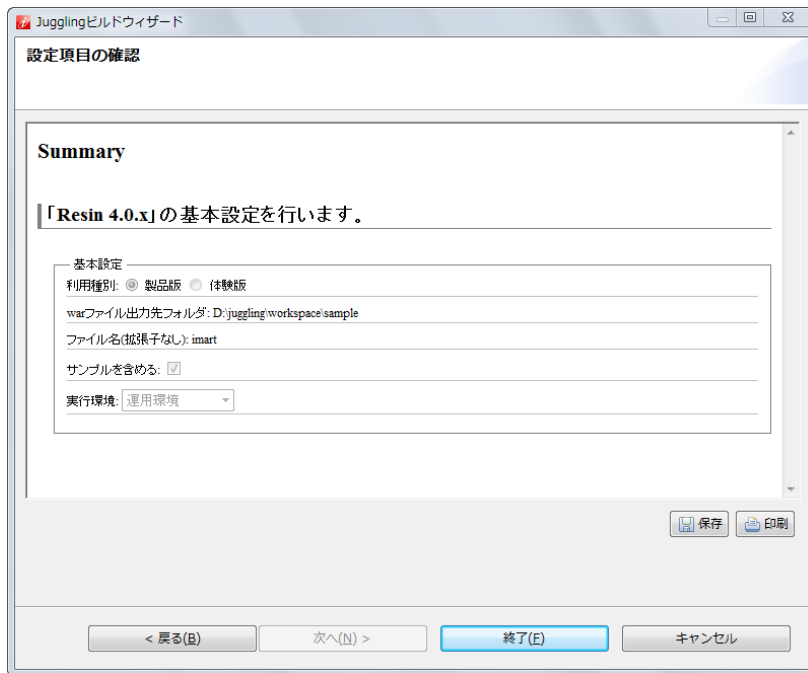 Jugglingビルドウィザード
設定項目の確認
Summary
「Resin 4.0.x」の基本設定を行います。
基本設定
利用種別: 製品版 体験版
warファイル出力先フォルダ: D:\juggling\workspace\sample
ファイル名(拡張子なし): imart
サンプルを含める:
実行環境: 運用環境
保存 印刷
< 戻る(B) 次へ(N) > 終了(F) キャンセル